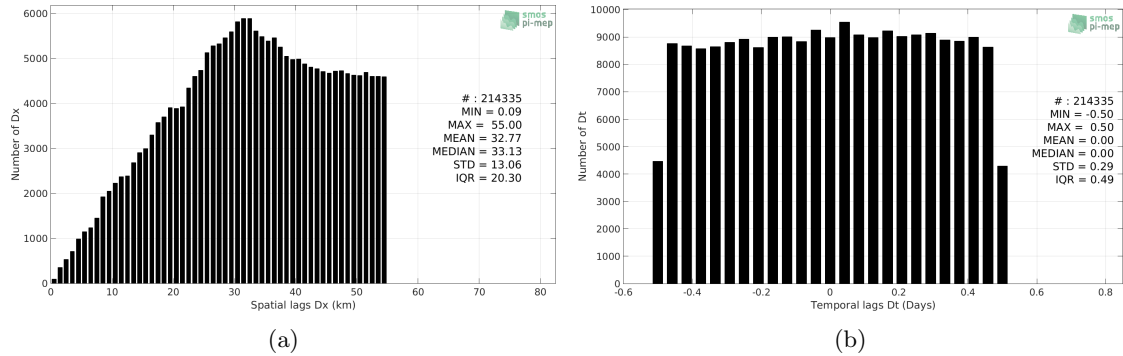 6000
5000
4000
3000
2000
1000
0
Number of Dx
0 10 20 30 40 50 60 70 80
Spatial lags Dx (km)
smos
pi-mep
# : 214335
MIN = 0.09
MAX = 55.00
MEAN = 32.77
MEDIAN = 33.13
STD = 13.06
IQR = 20.30
(a)
10000
9000
8000
7000
6000
5000
4000
3000
2000
1000
0
Number of Dt
-0.6 -0.4 -0.2 0 0.2 0.4 0.6 0.8
Temporal lags Dt (Days)
smos
pi-mep
# : 214335
MIN = -0.50
MAX = 0.50
MEAN = 0.00
MEDIAN = 0.00
STD = 0.29
IQR = 0.49
(b)